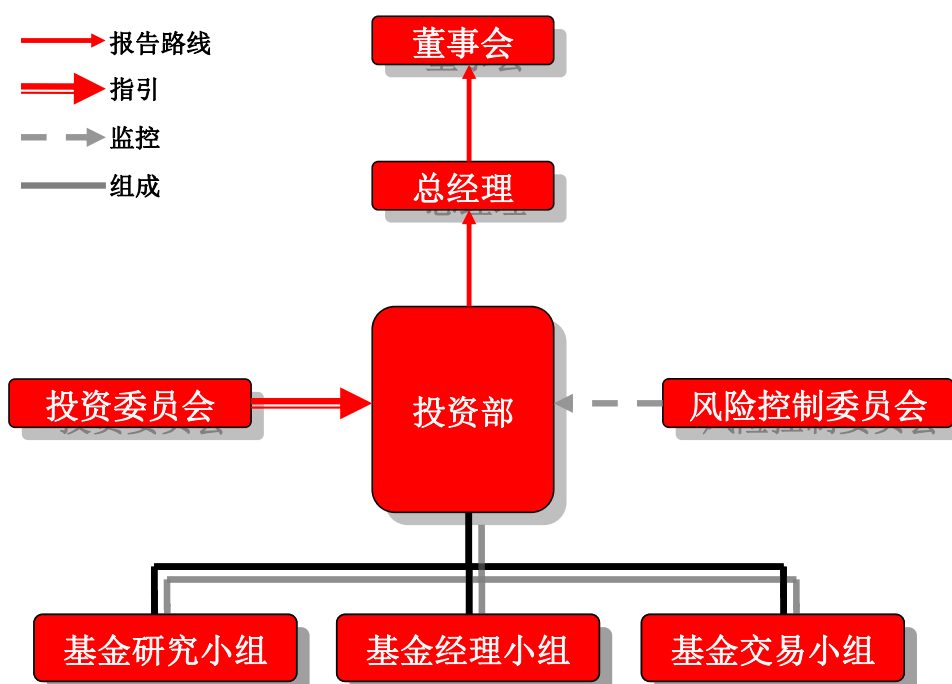 报告路线
指引
监控
组成
董事会
总经理
投资委员会
投资部
风险控制委员会
基金研究小组
基金经理小组
基金交易小组